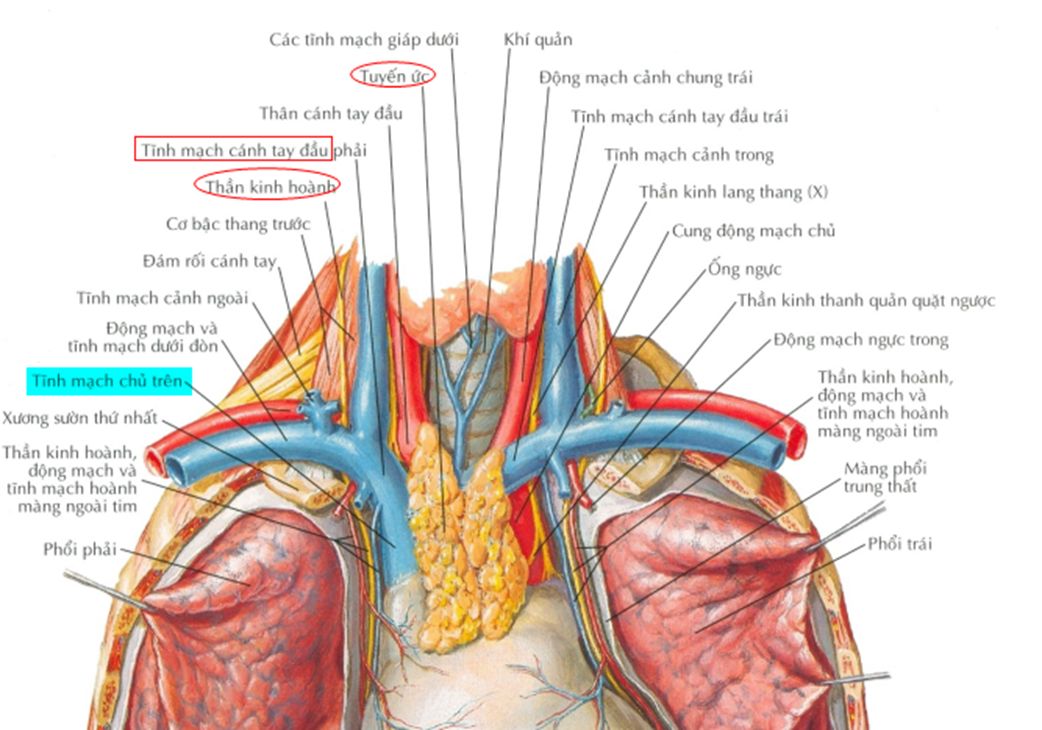 Các tĩnh mạch giáp dưới
Tuyến ức
Thân cánh tay đầu
Tĩnh mạch cánh tay đầu phải
Thần kinh hoành
Cơ bậc thang trước
Đám rối cánh tay
Tĩnh mạch cảnh ngoài
Động mạch và
tĩnh mạch dưới đòn
Tĩnh mạch chủ trên
Xương sườn thứ nhất
Thần kinh hoành,
động mạch và
tĩnh mạch hoành
màng ngoài tim
Phổi phải
Khí quản
Động mạch cảnh chung trái
Tĩnh mạch cánh tay đầu trái
Tĩnh mạch cảnh trong
Thần kinh lang thang (X)
Cung động mạch chủ
Ống ngực
Thần kinh thanh quản quặt ngược
Động mạch ngực trong
Thần kinh hoành,
động mạch và
tĩnh mạch hoành
màng ngoài tim
Màng phổi
trung thất
Phổi trái